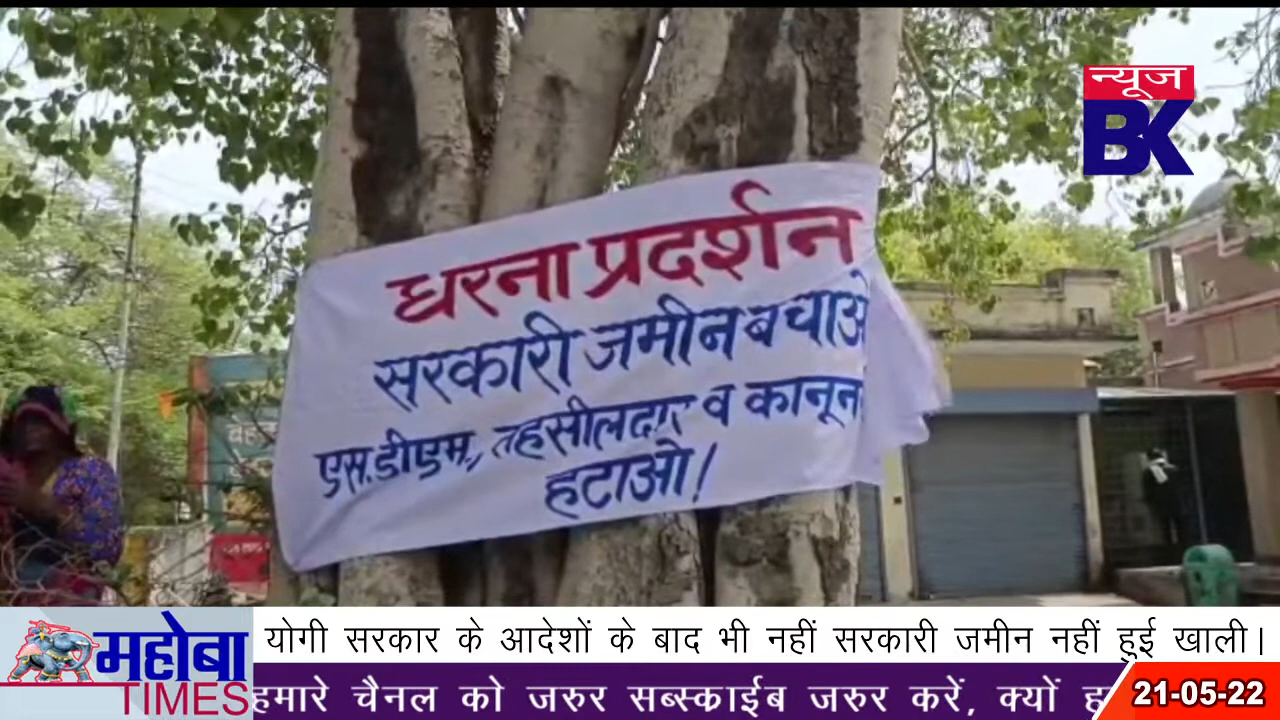 न्यूज
BK
धरना प्रदर्शन
सरकारी जमीन बचाओ
एस.डीएम., तहसीलदार व कानून
हटाओ!
महोबा
TIMES
योगी सरकार के आदेशों के बाद भी नहीं सरकारी जमीन नहीं हुई खाली।
हमारे चैनल को जरुर सब्स्क्राईब जरुर करें, क्यों
21-05-22